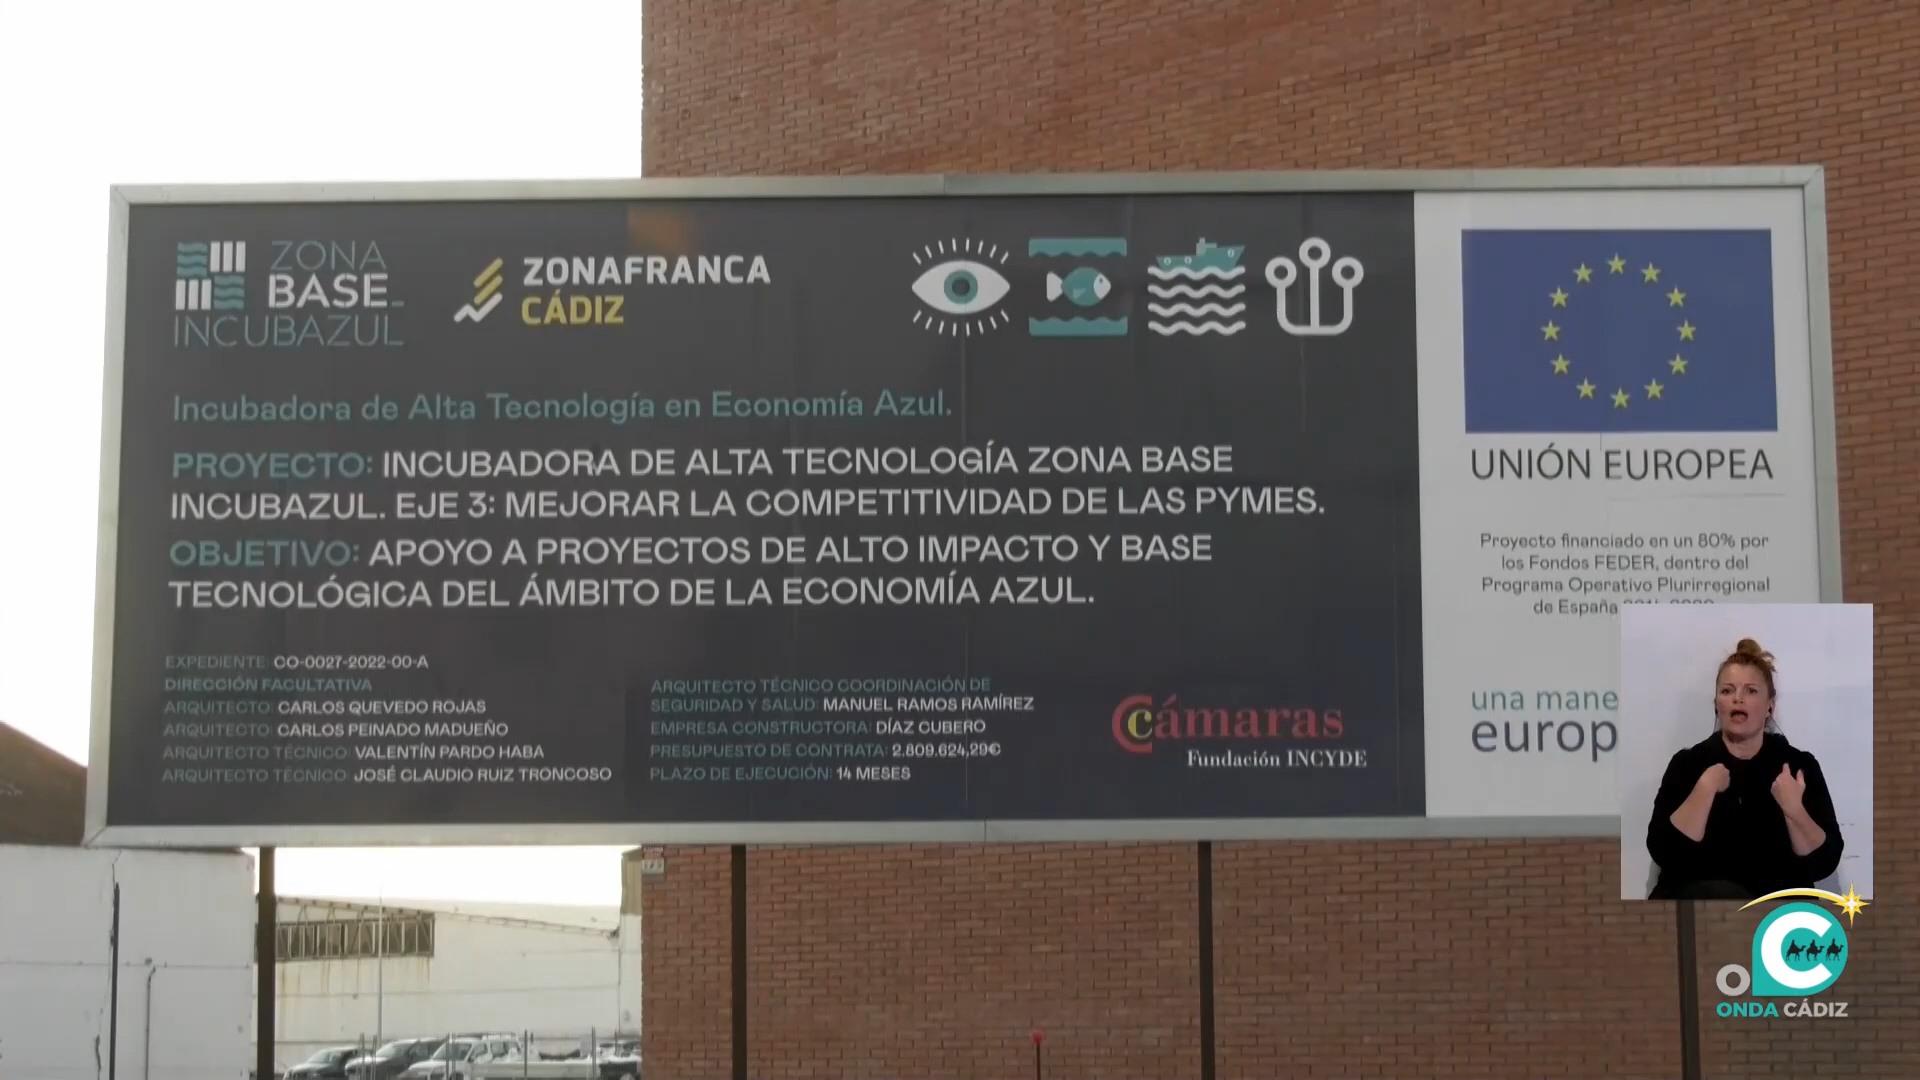 ZONA
BASE_
INCUBAZUL
ZONAFRANCA
CÁDIZ
Incubadora de Alta Tecnología en Economía Azul.
PROYECTO: INCUBADORA DE ALTA TECNOLOGÍA ZONA BASE
INCUBAZUL. EJE 3: MEJORAR LA COMPETITIVIDAD DE LAS PYMES.
OBJETIVO: APOYO A PROYECTOS DE ALTO IMPACTO Y BASE
TECNOLÓGICA DEL ÁMBITO DE LA ECONOMÍA AZUL.
EXPEDIENTE: CO-0027-2022-00-A
DIRECCIÓN FACULTATIVA
ARQUITECTO: CARLOS QUEVEDO ROJAS
ARQUITECTO: CARLOS PEINADO MADUEÑO
ARQUITECTO TÉCNICO: VALENTÍN PARDO HABA
ARQUITECTO TÉCNICO: JOSÉ CLAUDIO RUIZ TRONCOSO
ARQUITECTO TÉCNICO COORDINACIÓN DE
SEGURIDAD Y SALUD: MANUEL RAMOS RAMÍREZ
EMPRESA CONSTRUCTORA: DÍAZ CUBERO
PRESUPUESTO DE CONTRATA: 2.809.624,29€
PLAZO DE EJECUCIÓN: 14 MESES
Cámaras
Fundación INCYDE
UNIÓN EUROPEA
Proyecto financiado en un 80% por
los Fondos FEDER, dentro del
Programa Operativo Plurirregional
de España
una mane
europ
ONDA CÁDIZ